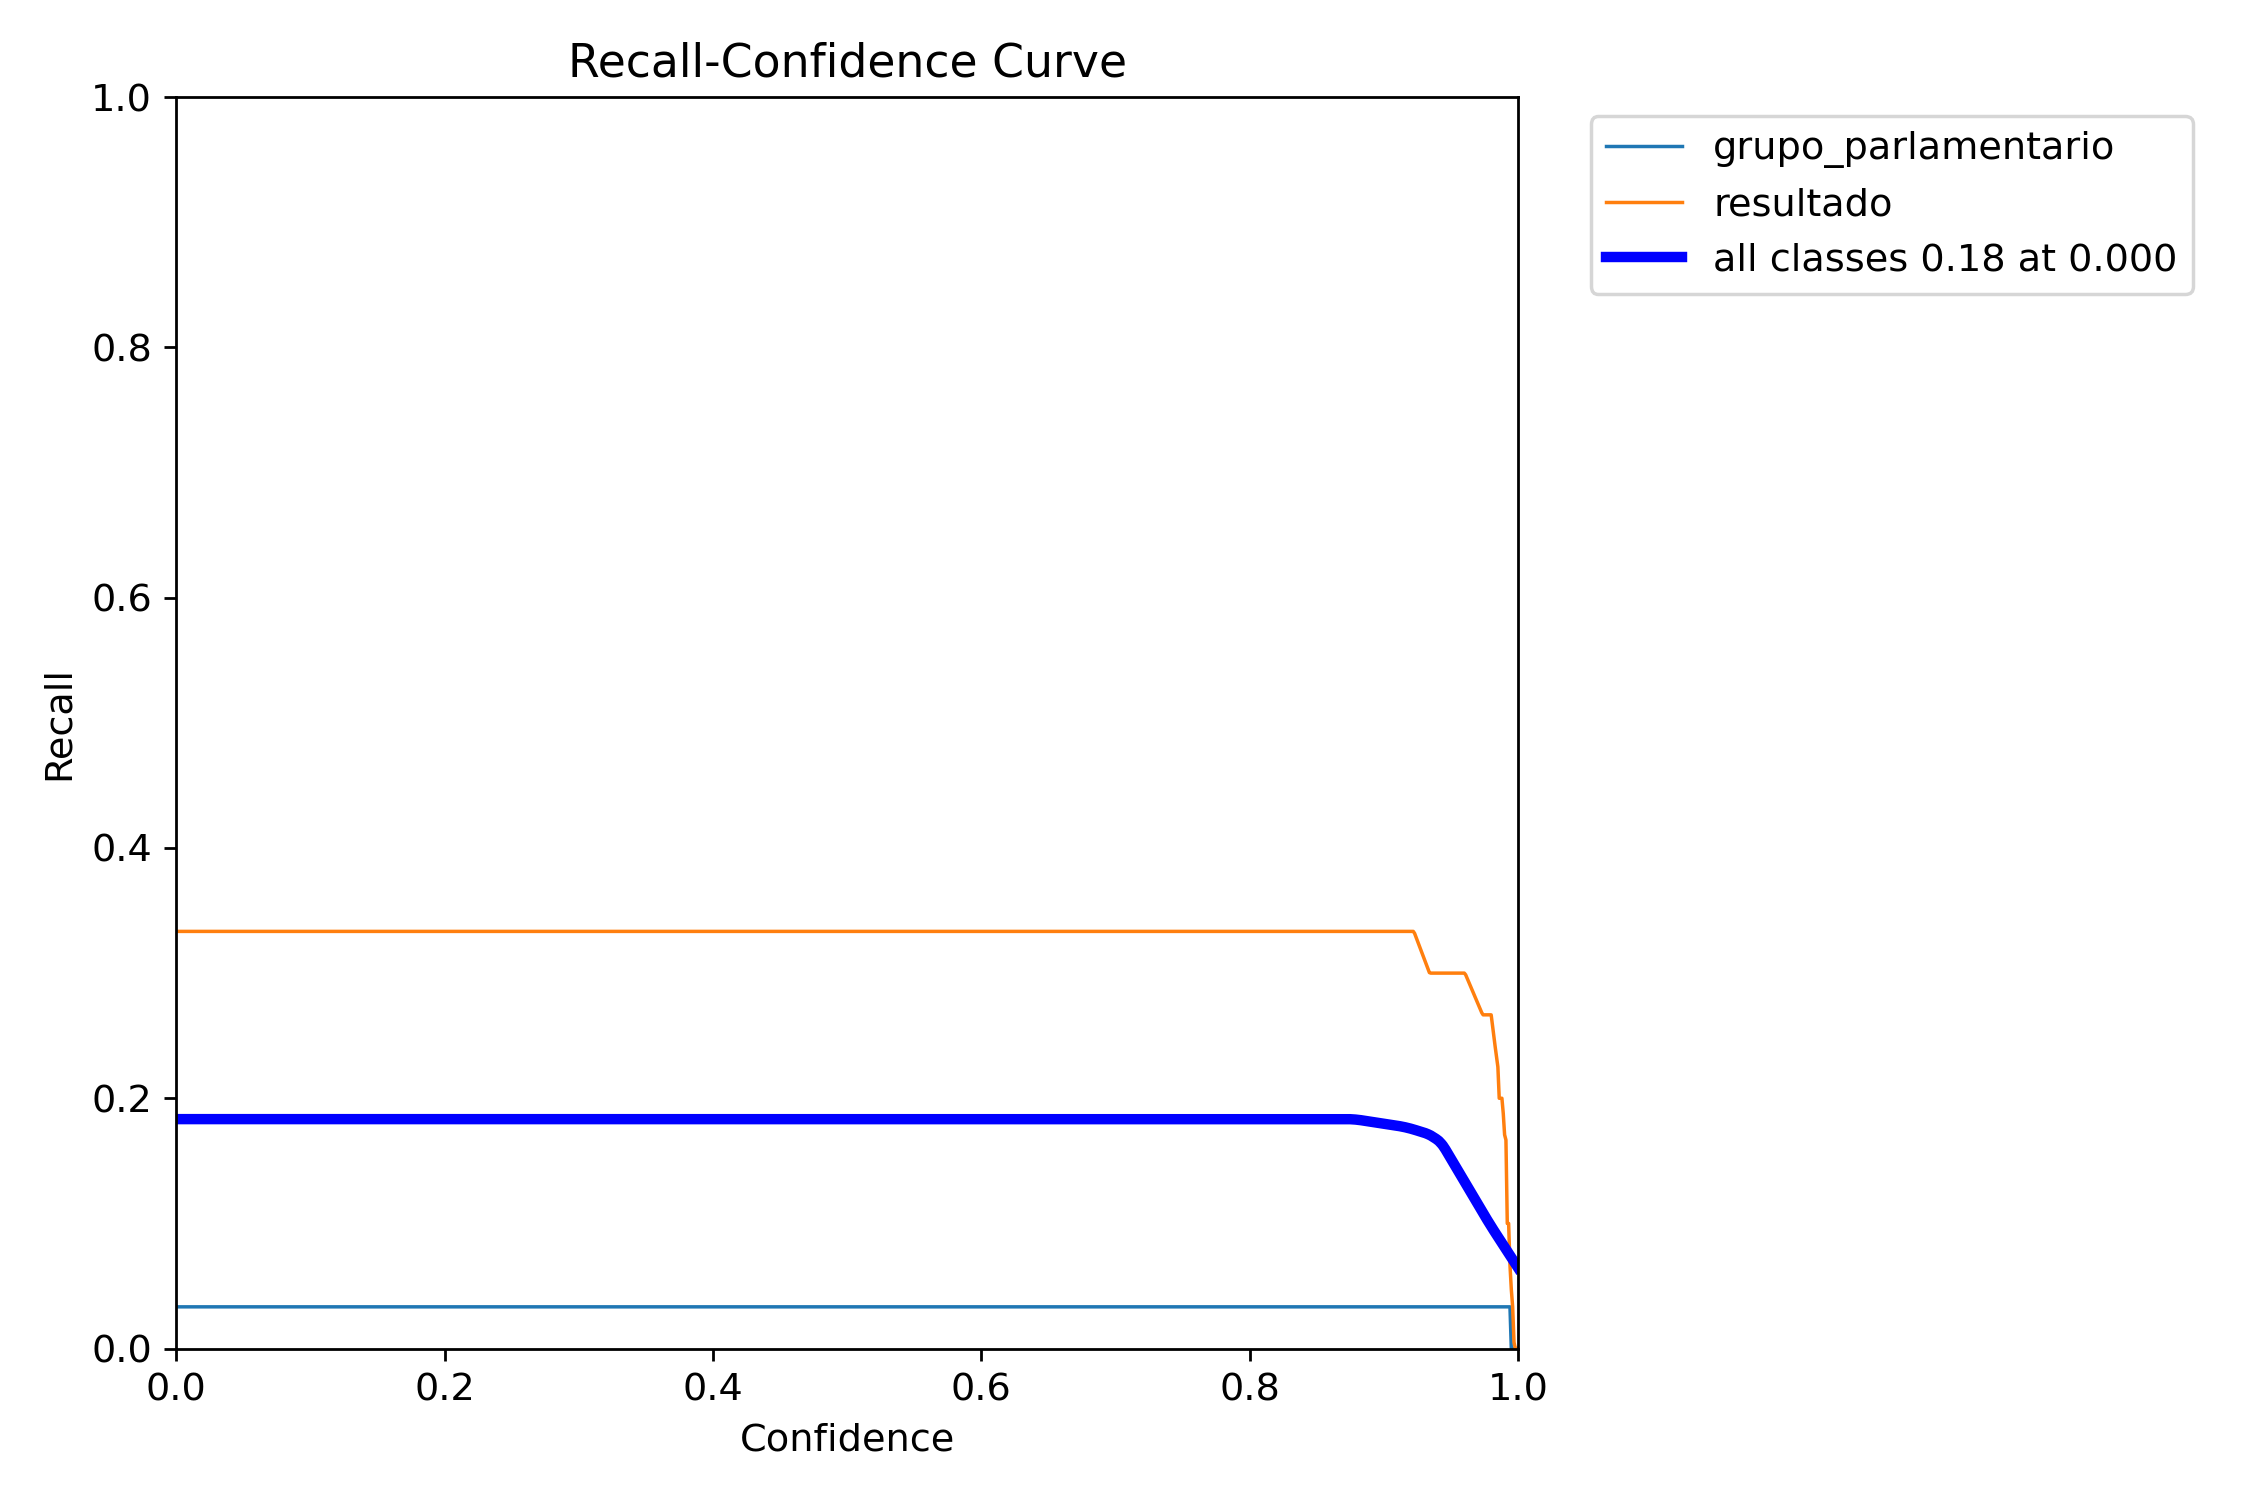 Recall-Confidence Curve
1.0
0.8
0.6
0.4
0.2
0.0
Recall
0.0 0.2 0.4 0.6 0.8 1.0
Confidence
grupo_parlamentario
resultado
all classes 0.18 at 0.000